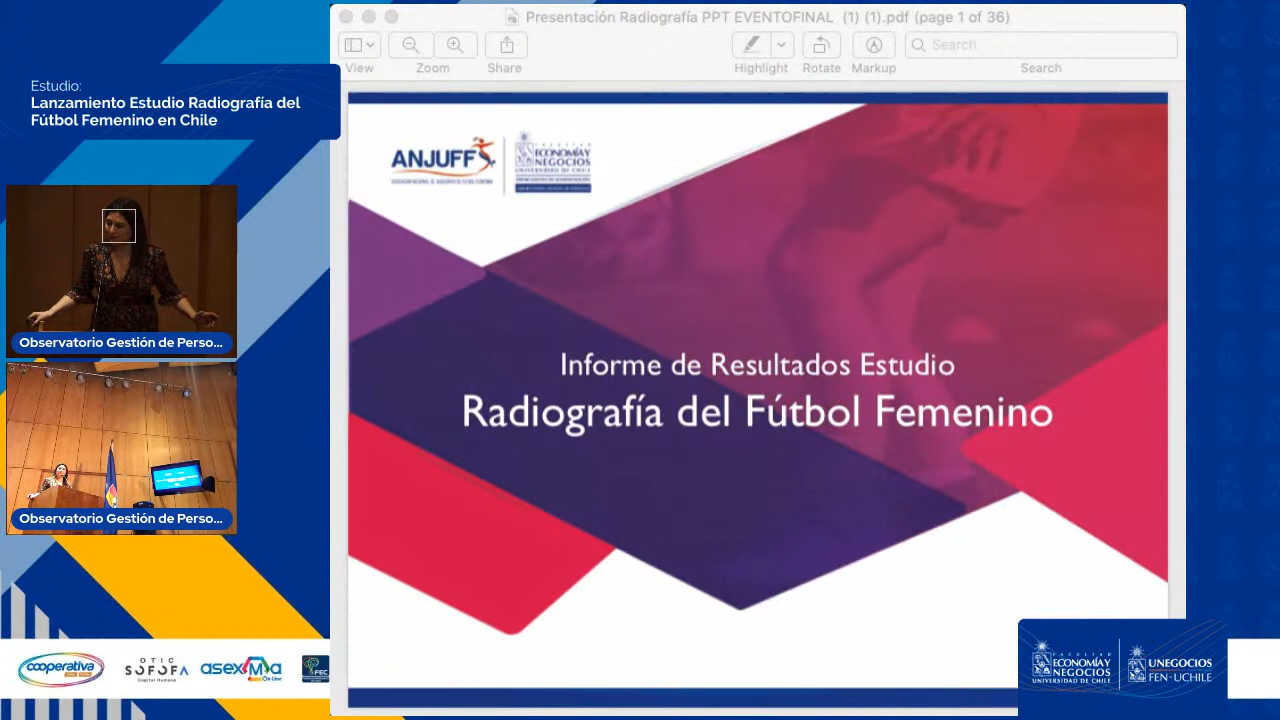 Presentación Radiografía PPT EVENTOFINAL (1) (1).pdf (page 1 of 36)
View
Zoom
Share
Highlight
Rotate
Markup
Search
Search
Estudio:
Lanzamiento Estudio Radiografía del
Fútbol Femenino en Chile
ANJUFF
ECONOMÍA Y
NEGOCIOS
UNIVERSIDAD DE CHILE
Informe de Resultados Estudio
Radiografía del Fútbol Femenino
Observatorio Gestión de Perso...
Observatorio Gestión de Perso...
cooperativa
OTIC
SOFOFA
Capital Humano
asexma
On Line
FACULTAD
ECONOMÍA Y
NEGOCIOS
UNIVERSIDAD DE CHILE
UNEGOCIOS
FEN-UCHILE